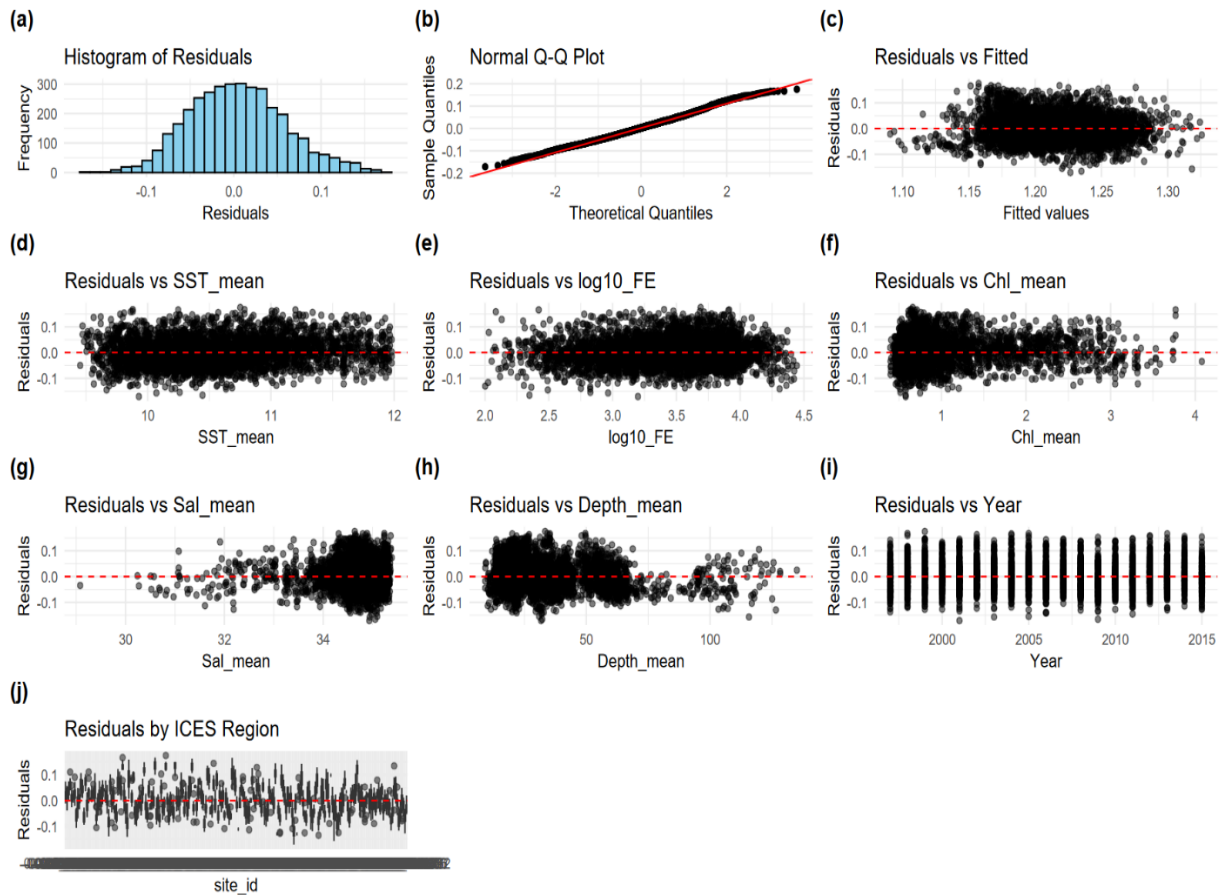 (a)
Histogram of Residuals
Frequency
300
200
100
0
-0.1
0.0
0.1
Residuals
(b)
Normal Q-Q Plot
Sample Quantiles
0.2
0.1
0.0
-0.1
-0.2
-2
0
2
Theoretical Quantiles
(c)
Residuals vs Fitted
Residuals
0.1
0.0
-0.1
1.10
1.15
1.20
1.25
1.30
Fitted values
(d)
Residuals vs SST_mean
Residuals
0.1
0.0
-0.1
10
11
12
SST_mean
(e)
Residuals vs log10_FE
Residuals
0.1
0.0
-0.1
2.0
2.5
3.0
3.5
4.0
4.5
log10_FE
(f)
Residuals vs Chl_mean
Residuals
0.1
0.0
-0.1
1
2
3
4
Chl_mean
(g)
Residuals vs Sal_mean
Residuals
0.1
0.0
-0.1
30
32
34
Sal_mean
(h)
Residuals vs Depth_mean
Residuals
0.1
0.0
-0.1
50
100
Depth_mean
(i)
Residuals vs Year
Residuals
0.1
0.0
-0.1
2000
2005
2010
2015
Year
(j)
Residuals by ICES Region
Residuals
0.1
0.0
-0.1
site_id